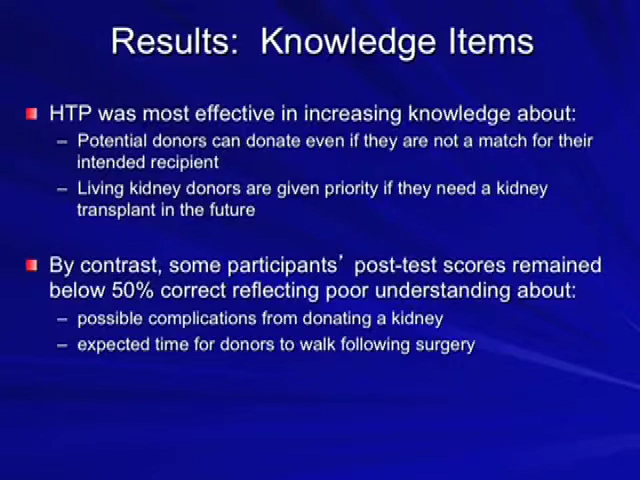 Results: Knowledge Items
HTP was most effective in increasing knowledge about:
– Potential donors can donate even if they are not a match for their
intended recipient
– Living kidney donors are given priority if they need a kidney
transplant in the future
By contrast, some participants’ post-test scores remained
below 50% correct reflecting poor understanding about:
– possible complications from donating a kidney
– expected time for donors to walk following surgery